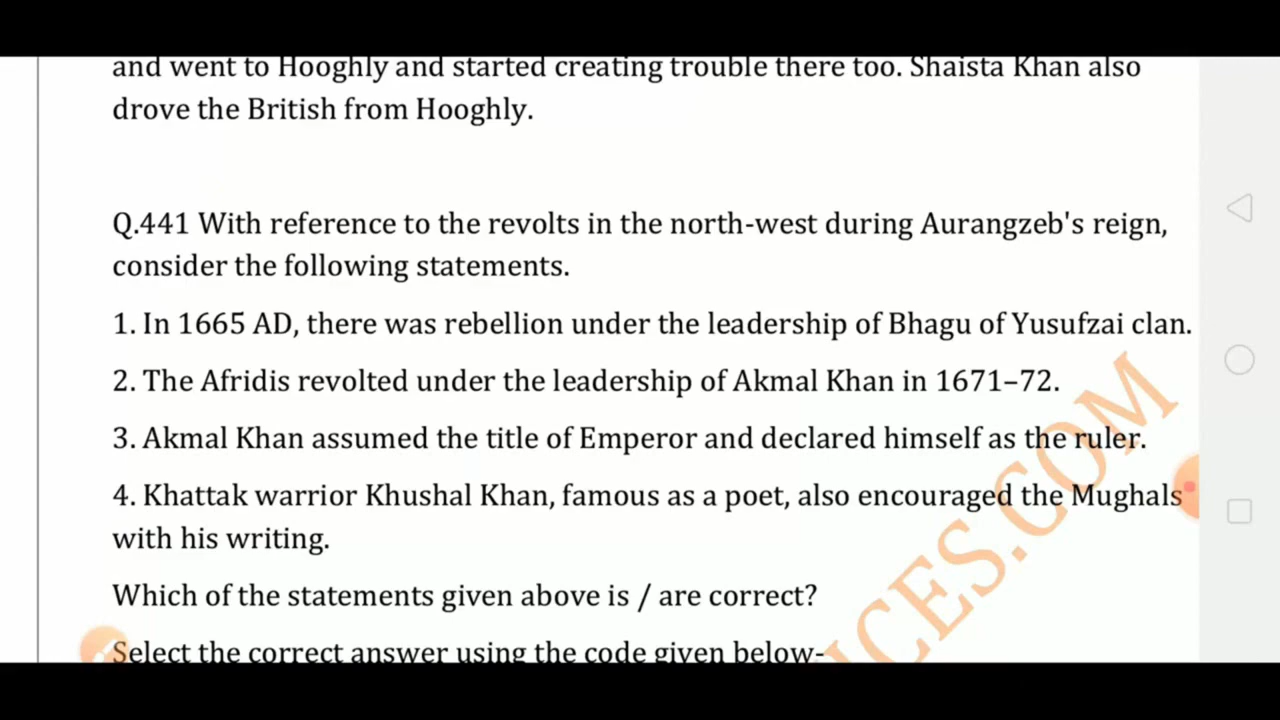 and went to Hooghly and started creating trouble there too. Shaista Khan also
drove the British from Hooghly.
Q.441 With reference to the revolts in the north-west during Aurangzeb's reign,
consider the following statements.
1. In 1665 AD, there was rebellion under the leadership of Bhagu of Yusufzai clan.
2. The Afridis revolted under the leadership of Akmal Khan in 1671–72.
3. Akmal Khan assumed the title of Emperor and declared himself as the ruler.
4. Khattak warrior Khushal Khan, famous as a poet, also encouraged the Mughals
with his writing.
Which of the statements given above is / are correct?
Select the correct answer using the code given below-
ICES.COM